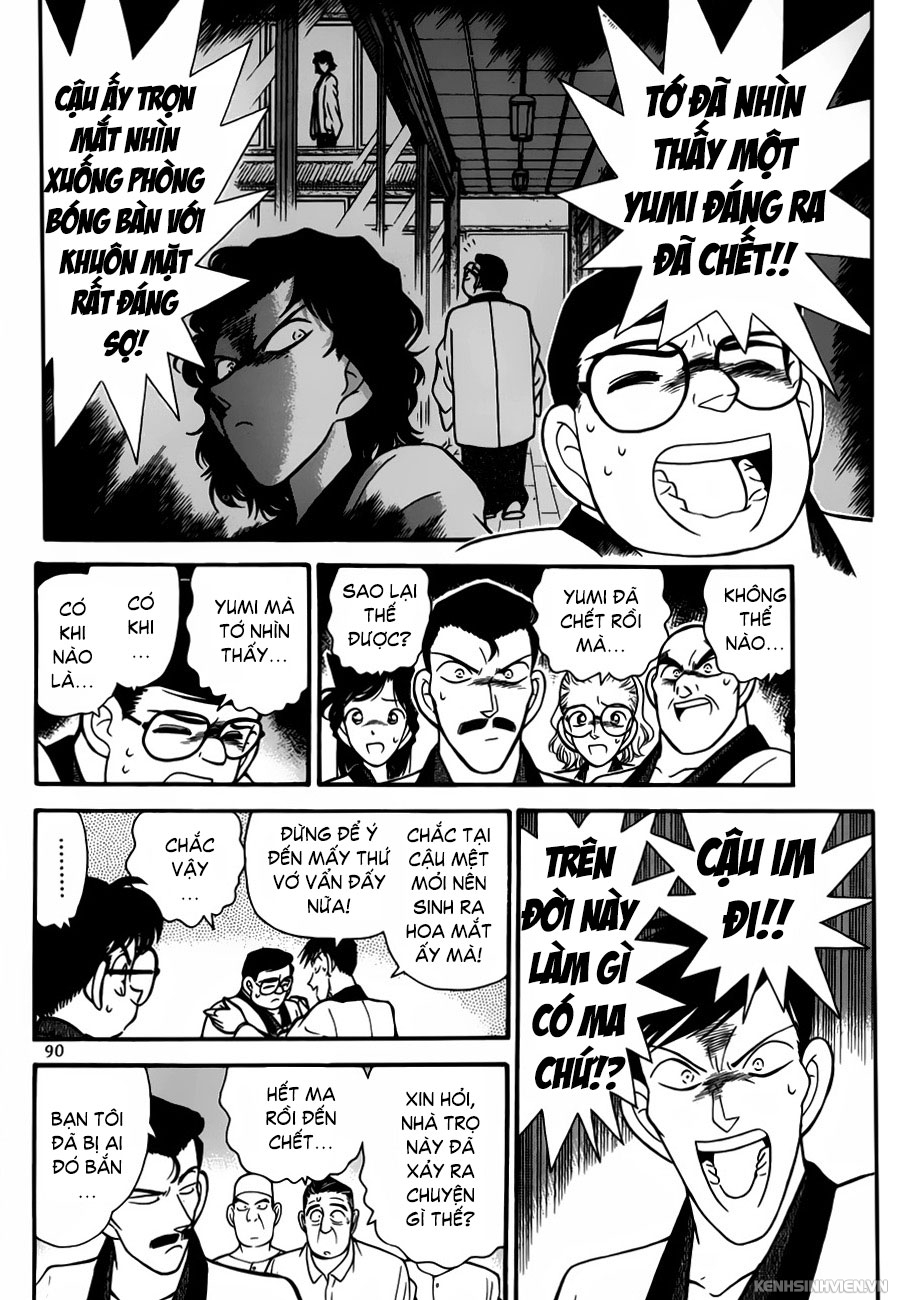 TỚ ĐÃ NHÌN
THẤY MỘT
YUMI ĐÁNG RA
ĐÃ CHẾT!!
CẬU ẤY TRỢN
MẮT NHÌN
XUỐNG PHÒNG
BÓNG BÀN VỚI
KHUÔN MẶT
RẤT ĐÁNG
SỢ!
KHÔNG
THỂ
NÀO...
YUMI ĐÃ
CHẾT RỒI
MÀ...
SAO LẠI
THẾ
ĐƯỢC?
YUMI MÀ
TỚ NHÌN
THẤY...
CÓ
KHI
...
CÓ
KHI
NÀO
LÀ...
CẬU IM
ĐI!!
TRÊN
ĐỜI NÀY
LÀM GÌ
CÓ MA
CHỨ!?
CHẮC TẠI
CẬU MỆT
MỎI NÊN
SINH RA
HOA MẮT
ẤY MÀ!
ĐỪNG ĐỂ Ý
ĐẾN MẤY THỨ
VỚ VẨN ĐẤY
NỮA!
CHẮC
VẬY
...
.........
90
XIN HỎI,
NHÀ TRỌ
NÀY ĐÃ
XẢY RA
CHUYỆN
GÌ THẾ?
HẾT MA
RỒI ĐẾN
CHẾT...
BẠN TÔI
ĐÃ BỊ AI
ĐÓ BẮN
...
KENHSINHVIEN.VN